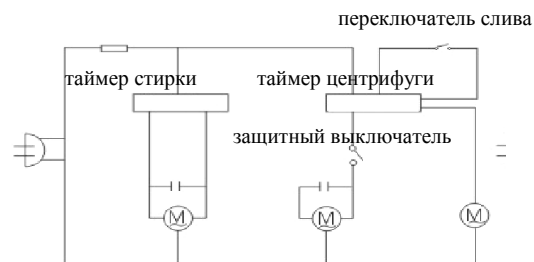 переключатель слива
таймер стирки
таймер центрифуги
защитный выключатель
M
M
M